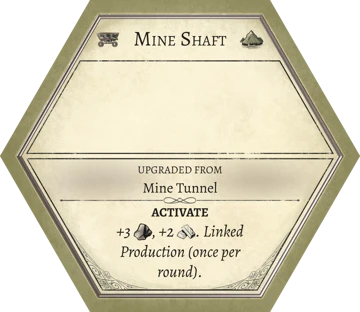 Mine Shaft
UPGRADED FROM
Mine Tunnel
ACTIVATE
+3 , +2 . Linked
Production (once per
round).